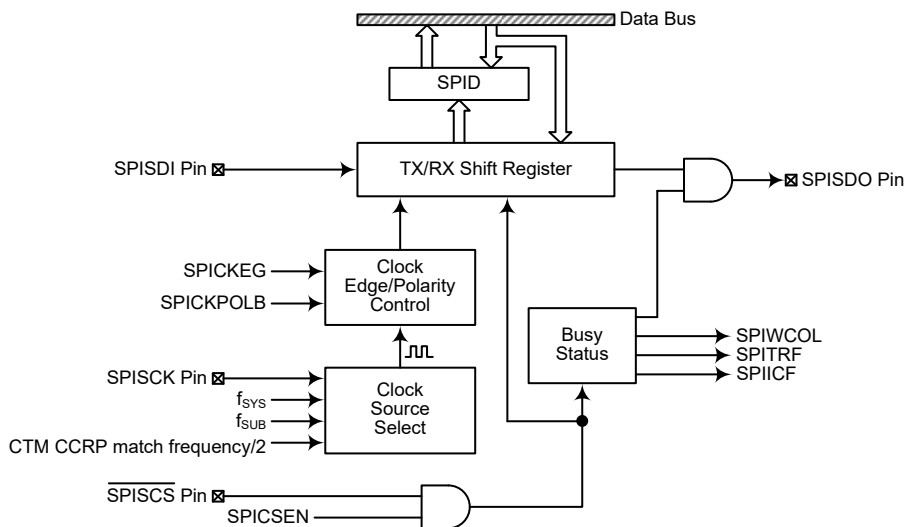 Data Bus
SPID
SPISDI Pin
TX/RX Shift Register
SPISDO Pin
SPICKEG
SPICKPOLB
Clock
Edge/Polarity
Control
Busy
Status
SPIWCOL
SPITRF
SPIICF
SPISCK Pin
fSYS
fSUB
CTM CCRP match frequency/2
Clock
Source
Select
SPISCS Pin
SPICSEN